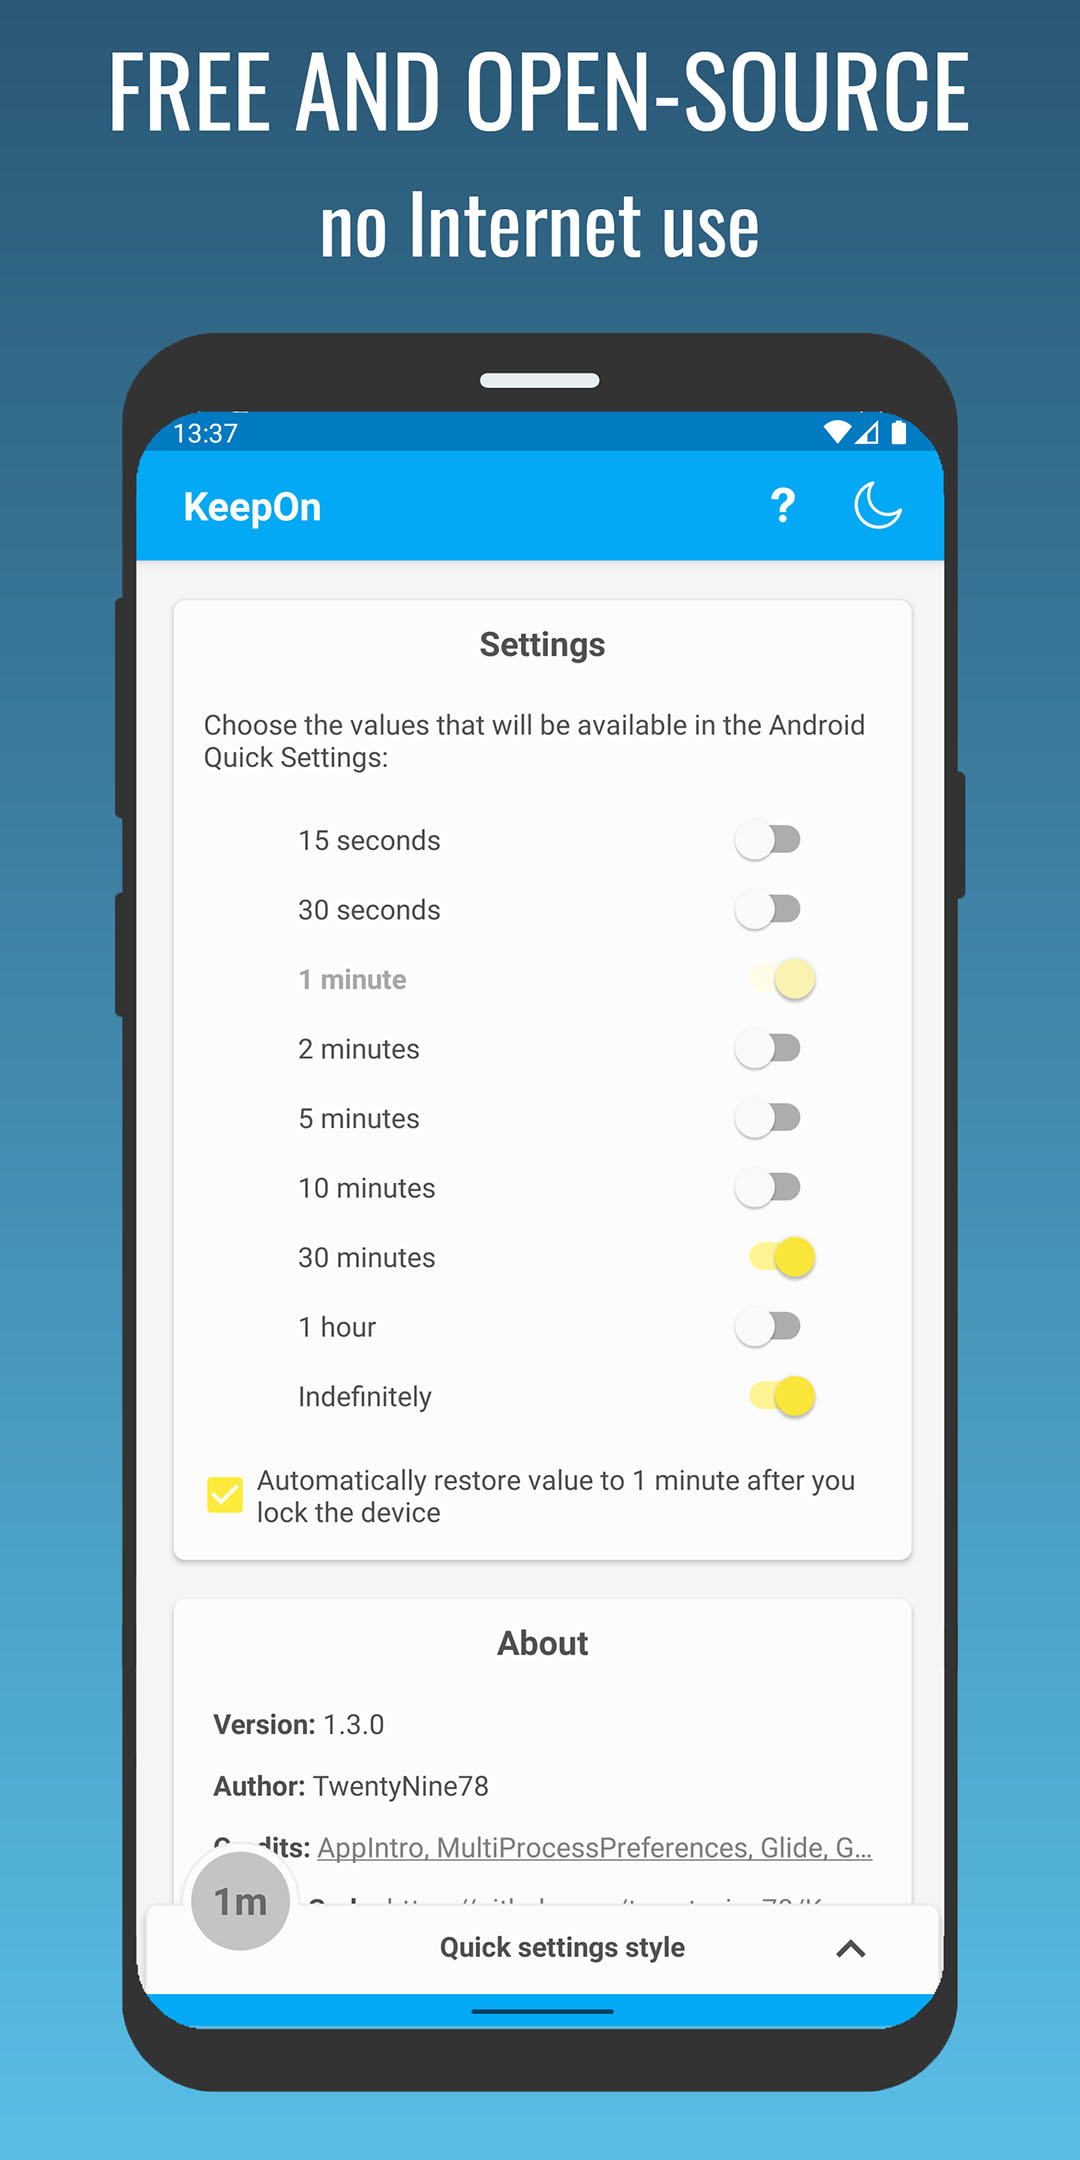 FREE AND OPEN-SOURCE
no Internet use
13:37
KeepOn
?
Settings
Choose the values that will be available in the Android
Quick Settings:
15 seconds
30 seconds
1 minute
2 minutes
5 minutes
10 minutes
30 minutes
1 hour
Indefinitely
Automatically restore value to 1 minute after you
lock the device
About
Version: 1.3.0
Author: TwentyNine78
AppIntro, MultiProcessPreferences, Glide, G...
1m
Quick settings style